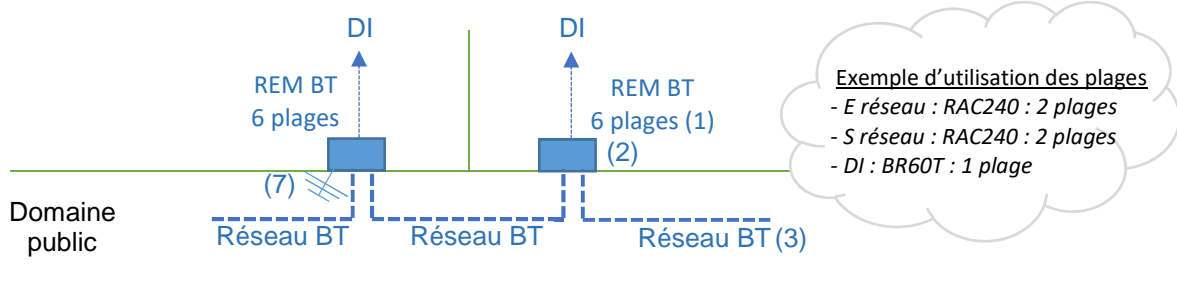 DI
DI
REM BT
6 plages
REM BT
6 plages (1)
(2)
(7)
Domaine
public
Réseau BT
Réseau BT
Réseau BT (3)
Exemple d’utilisation des plages
- E réseau : RAC240 : 2 plages
- S réseau : RAC240 : 2 plages
- DI : BR60T : 1 plage